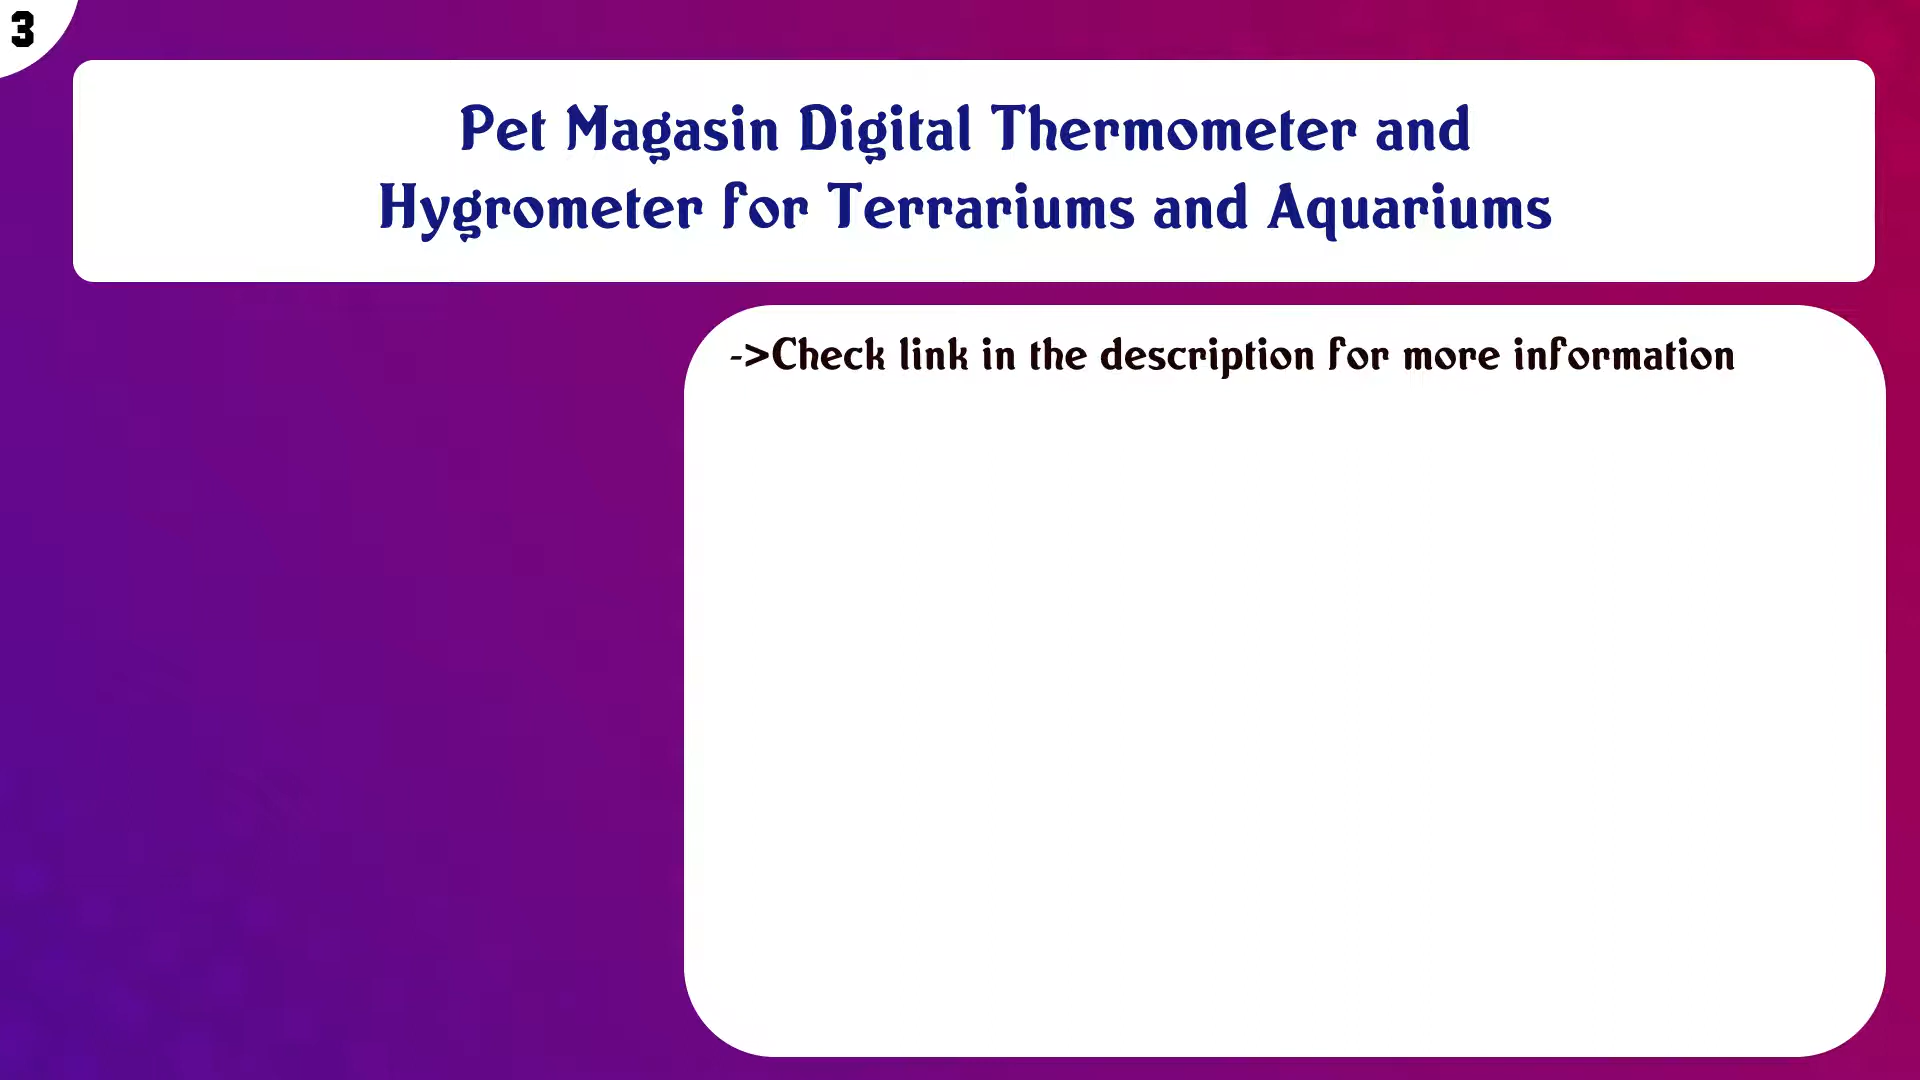 3
Pet Magasin Digital Thermometer and
Hygrometer for Terrariums and Aquariums
->Check link in the description for more information